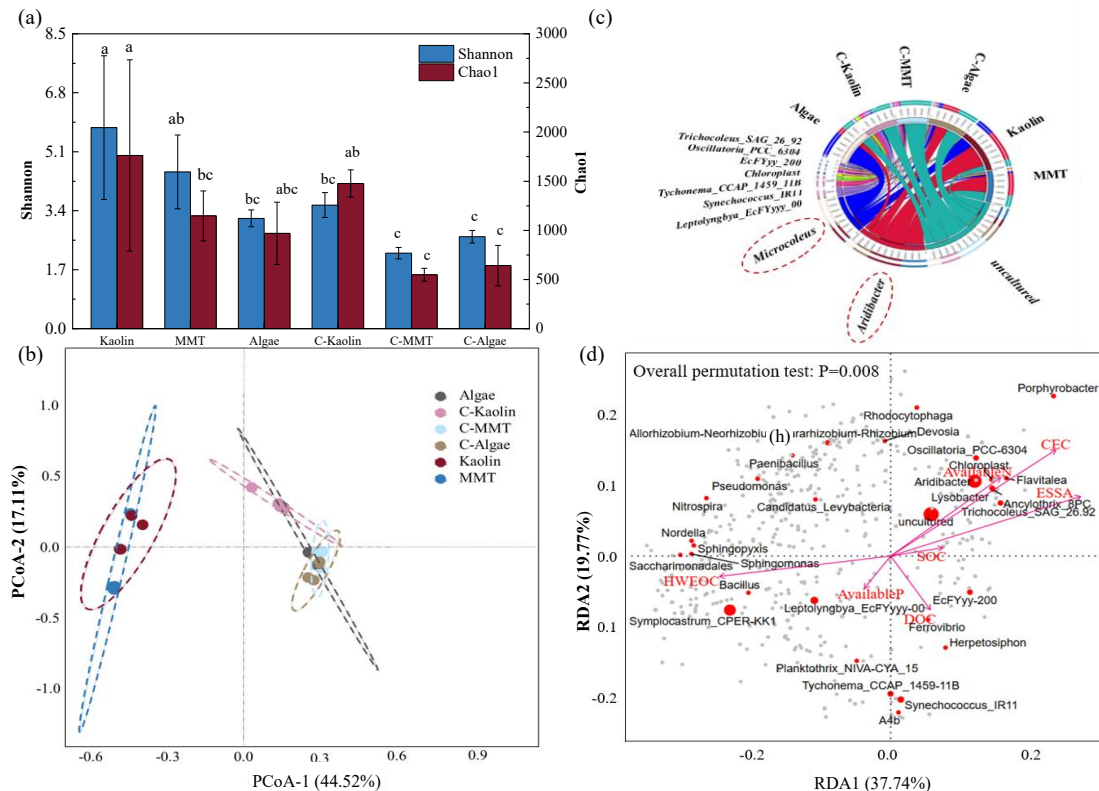 (a)
8.5
6.8
5.1
3.4
1.7
0.0
Shannon
3000
2500
2000
1500
1000
500
0
Chao1
Shannon
Chao1
a a
ab bc
bc abc
bc ab
c c
c c
Kaolin MMT Algae C-Kaolin C-MMT C-Algae
(c)
C-Kaolin
C-MMT
C-Algae
Algae
Kaolin
MMT
Trichocoleus_SAG_26_92
Oscillatoria_PCC_6304
EcFYyy_200
Chloroplast
Tychonema_CCAP_1459_11B
Synechococcus_IR11
Leptolyngbya_EcFYyyy_00
Microcoleus
Aridibacter
uncultured
(b)
1.0
0.5
0.0
-0.5
-1.0
PCoA-2 (17.11%)
Algae
C-Kaolin
C-MMT
C-Algae
Kaolin
MMT
-0.6 -0.3 0.0 0.3 0.6 0.9
PCoA-1 (44.52%)
(d)
Overall permutation test: P=0.008
0.2
0.1
0.0
0.1
-0.2
RDA2 (19.77%)
Porphyrobacter
Rhodocytophaga
Allorhizobium-Neorhizobiu (h) rarhizobium-Rhizobium
Devosia
CEC
Oscillatoria_PCC-6304
Paenibacillus
Chloroplast
AvailableN
Pseudomonas
Aridibacter
Flavitalea
Lysobacter
ESSA
Nitrospira
Candidatus_Levybacteria
Ancylothrix_8PC
Trichocoleus_SAG_26.92
uncultured
Nordella
Sphingopyxis
SOC
Saccharimonadales
Sphingomonas
HWEOC
Bacillus
AvailableP
EcFYyy-200
Leptolyngbya_EcFYyyy-00
Symplocastrum_CPER-KK1
DOC
Ferrovibrio
Herpetosiphon
Planktothrix_NIVA-CYA_15
Tychonema_CCAP_1459-11B
Synechococcus_IR11
A4b
-0.2 0.0 0.2
RDA1 (37.74%)